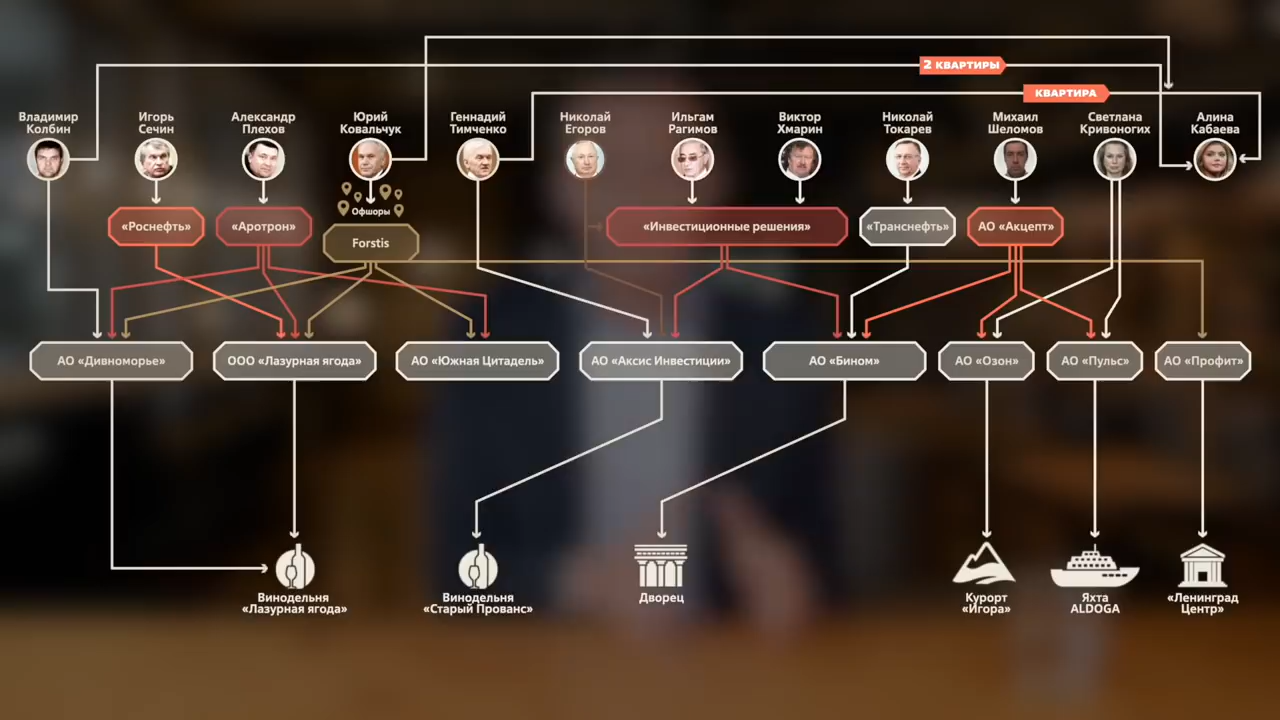 2 КВАРТИРЫ
КВАРТИРА
Владимир
Колбин
Игорь
Сечин
Александр
Плехов
Юрий
Ковальчук
Геннадий
Тимченко
Николай
Егоров
Ильгам
Рагимов
Виктор
Хмарин
Николай
Токарев
Михаил
Шеломов
Светлана
Кривоногих
Алина
Кабаева
Офшоры
«Роснефть»
«Аротрон»
Forstis
«Инвестиционные решения»
«Транснефть»
АО «Акцепт»
АО «Дивноморье»
ООО «Лазурная ягода»
АО «Южная Цитадель»
АО «Аксис Инвестиции»
АО «Бином»
АО «Озон»
АО «Пульс»
АО «Профит»
Винодельня
«Лазурная ягода»
Винодельня
«Старый Прованс»
Дворец
Курорт
«Игора»
Яхта
ALDOGA
«Ленинград
Центр»